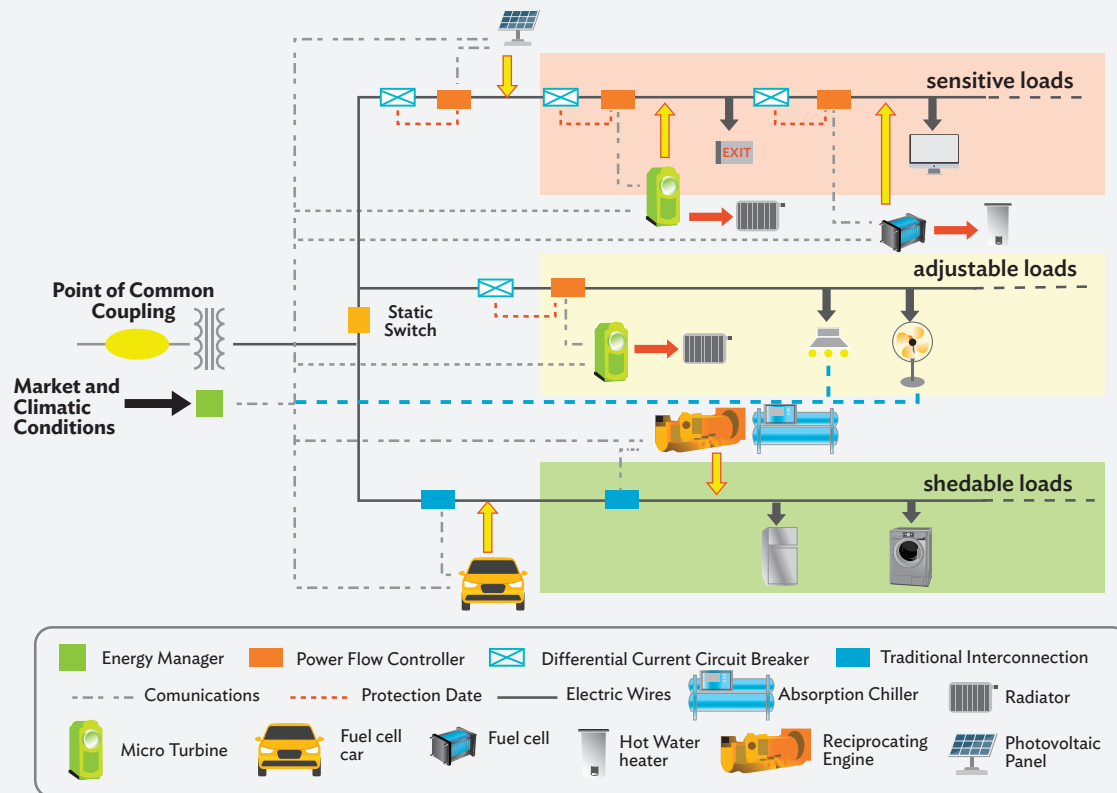 sensitive loads
EXIT
adjustable loads
Point of Common
Coupling
Static
Switch
Market and
Climatic
Conditions
shedable loads
Energy Manager
Power Flow Controller
Differential Current Circuit Breaker
Traditional Interconnection
Comunications
Protection Date
Electric Wires
Absorption Chiller
Radiator
Micro Turbine
Fuel cell
car
Fuel cell
Hot Water
heater
Reciprocating
Engine
Photovoltaic
Panel